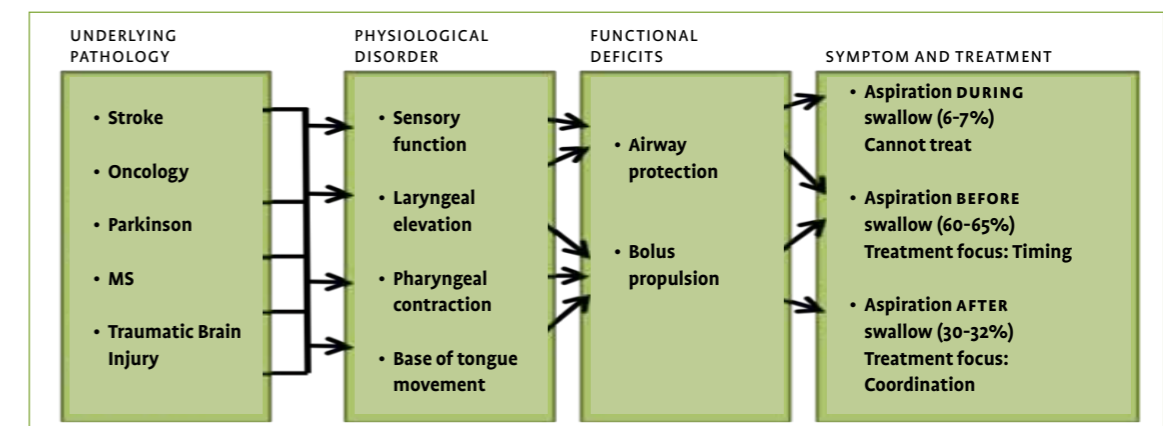 UNDERLYING
PATHOLOGY
• Stroke
• Oncology
• Parkinson
• MS
• Traumatic Brain
Injury
PHYSIOLOGICAL
DISORDER
• Sensory
function
• Laryngeal
elevation
• Pharyngeal
contraction
• Base of tongue
movement
FUNCTIONAL
DEFICITS
• Airway
protection
• Bolus
propulsion
SYMPTOM AND TREATMENT
• Aspiration DURING
swallow (6-7%)
Cannot treat
• Aspiration BEFORE
swallow (60-65%)
Treatment focus: Timing
• Aspiration AFTER
swallow (30-32%)
Treatment focus:
Coordination